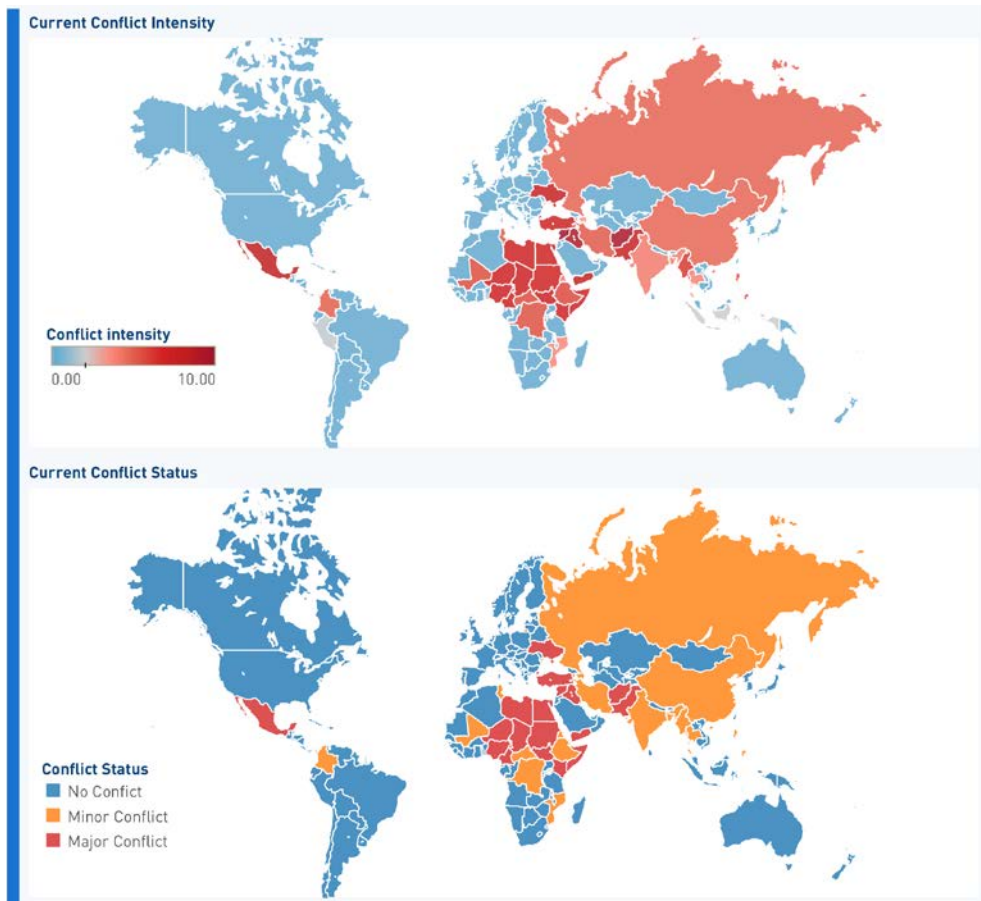 Current Conflict Intensity
Conflict intensity
0.00 10.00
Current Conflict Status
Conflict Status
No Confict
Minor Conflict
Major Conflict